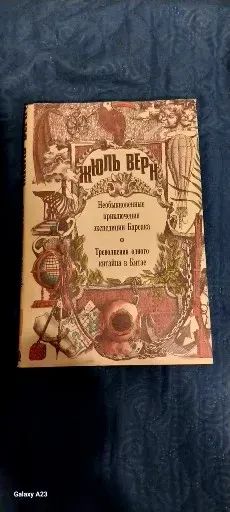 ЖЮЛЬ ВЕРН
Необыкновенные
приключения
экспедиции Барсака
Треволнения одного
китайца в Китае
Galaxy A23